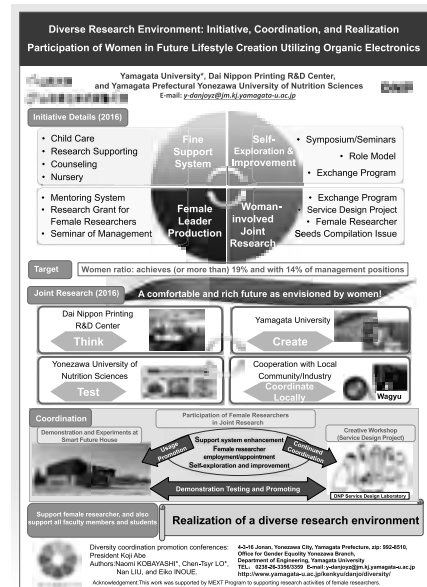 Diverse Research Environment: Initiative, Coordination, and Realization
Participation of Women in Future Lifestyle Creation Utilizing Organic Electronics
Yamagata University*, Dai Nippon Printing R&D Center,
and Yamagata Prefectural Yonezawa University of Nutrition Sciences
E-mail: y-danjoyz@jm.kj.yamagata-u.ac.jp
DNP
Initiative Details (2016)
• Child Care
• Research Supporting
• Counseling
• Nursery
Fine
Support
System
Self-
Exploration &
Improvement
• Symposium/Seminars
• Role Model
• Exchange Program
• Mentoring System
• Research Grant for
Female Researchers
• Seminar of Management
Female
Leader
Production
Woman-
involved
Joint
Research
• Exchange Program
• Service Design Project
• Female Researcher
Seeds Compilation Issue
Target
Women ratio: achieves (or more than) 19% and with 14% of management positions
Joint Research (2016)
A comfortable and rich future as envisioned by women!
Dai Nippon Printing
R&D Center
Think
Yamagata University
Create
Yonezawa University of
Nutrition Sciences
Test
Cooperation with Local
Community/Industry
Coordinate
Locally
Wagyu
Coordination
Participation of Female Researchers
in Joint Research
Demonstration and Experiments at
Smart Future House
Creative Workshop
(Service Design Project)
Usage
Promotion
Support system enhancement
Female researcher
employment/appointment
Self-exploration and improvement
Continued
Coordination
Demonstration Testing and Promoting
DNP Service Design Laboratory
Support female researcher, and also
support all faculty members and students
Realization of a diverse research environment
Diversity coordination promotion conferences:
President Koji Abe
Authors:Naomi KOBAYASHI*, Chen-Tsyr LO*,
Nan LIU, and Eiko INOUE.
4-3-16 Jonan, Yonezawa City, Yamagata Prefecture, zip: 992-8510,
Office for Gender Equality Yonezawa Branch,
Department of Engineering, Yamagata University
TEL: 0238-26-3356/3359 E-mail: y-danjoyz@jm.kj.yamagata-u.ac.jp
http://www.yamagata-u.ac.jp/kenkyu/danjo/diversity/
Acknowledgement:This work was supported by MEXT Program to supporting research activities of female researchers.